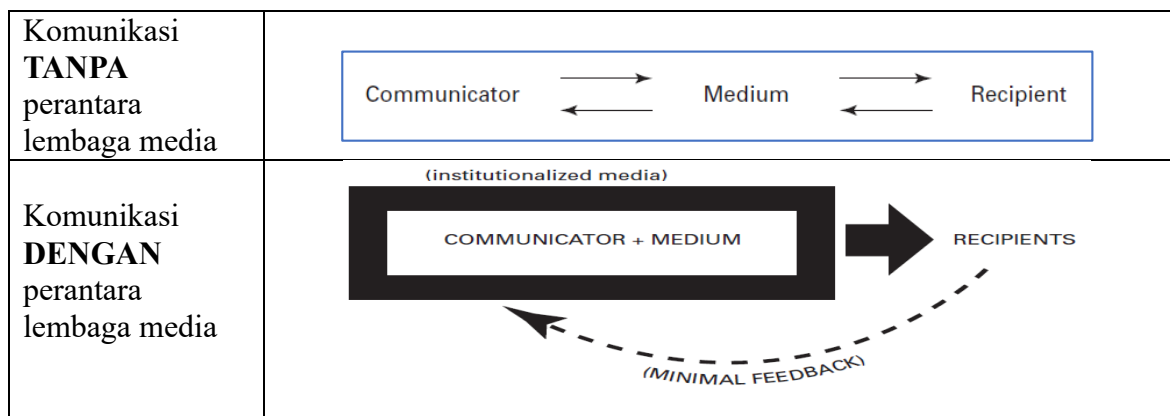 Komunikasi
TANPA
perantara
lembaga media
Communicator Medium Recipient
Komunikasi
DENGAN
perantara
lembaga media
(institutionalized media)
COMMUNICATOR + MEDIUM RECIPIENTS
(MINIMAL FEEDBACK)